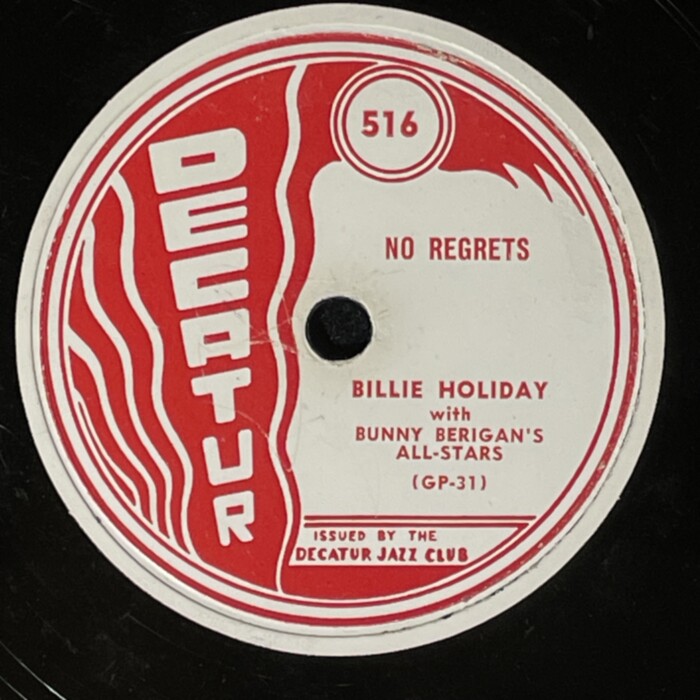 DECATUR
516
NO REGRETS
BILLIE HOLIDAY
with
BUNNY BERIGAN'S
ALL-STARS
(GP-31)
ISSUED BY THE
DECATUR JAZZ CLUB